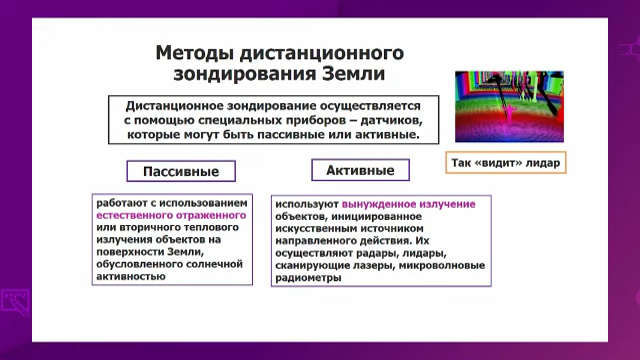 Методы дистанционного
зондирования Земли
Дистанционное зондирование осуществляется
с помощью специальных приборов – датчиков,
которые могут быть пассивные или активные.
Так «видит» лидар
Пассивные
Активные
работают с использованием
естественного отраженного
или вторичного теплового
излучения объектов на
поверхности Земли,
обусловленного солнечной
активностью
используют вынужденное излучение
объектов, инициированное
искусственным источником
направленного действия. Их
осуществляют радары, лидары,
сканирующие лазеры, микроволновые
радиометры